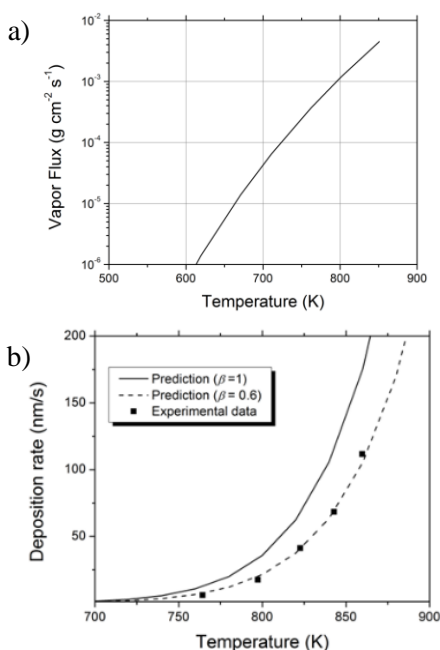 a)
10⁻²
10⁻³
10⁻⁴
10⁻⁵
10⁻⁶
Vapor Flux (g cm⁻² s⁻¹)
500 600 700 800 900
Temperature (K)
b)
200
150
100
50
Deposition rate (nm/s)
Prediction (β=1)
Prediction (β= 0.6)
Experimental data
700 750 800 850 900
Temperature (K)